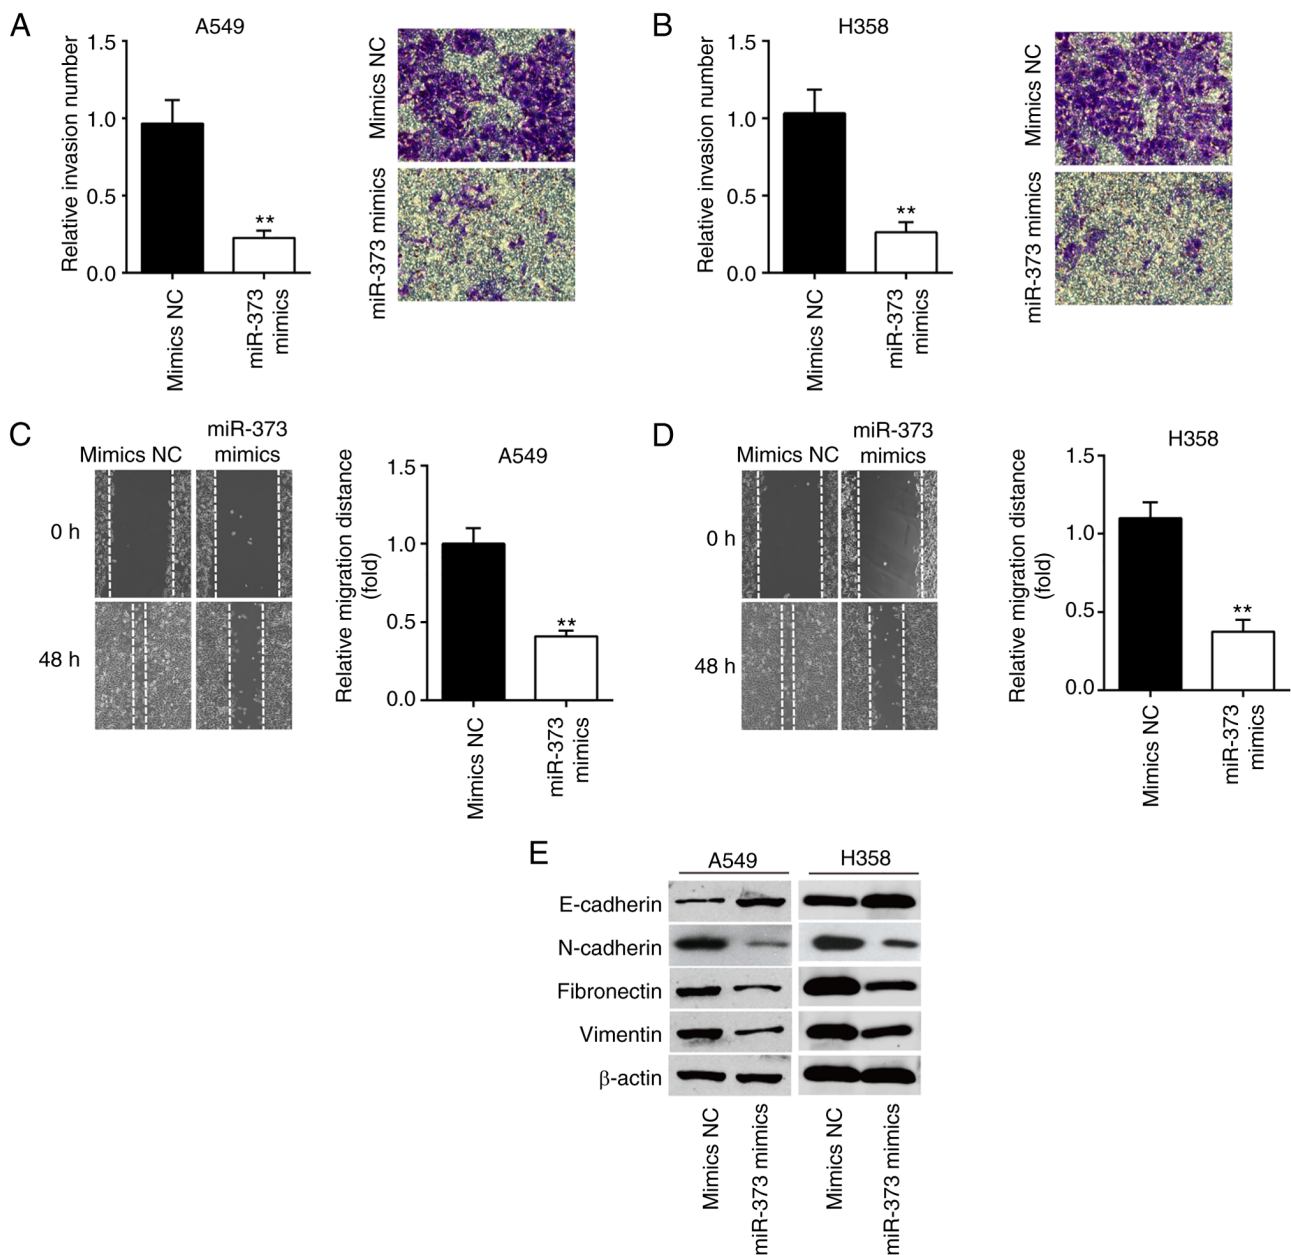 A
A549
Relative invasion number
1.5
1.0
0.5
0.0
**
Mimics NC
miR-373
mimics
Mimics NC
miR-373 mimics
B
H358
Relative invasion number
1.5
1.0
0.5
0.0
**
Mimics NC
miR-373
mimics
Mimics NC
miR-373 mimics
C
Mimics NC
miR-373
mimics
0 h
48 h
A549
Relative migration distance
(fold)
1.5
1.0
0.5
0.0
**
Mimics NC
miR-373
mimics
D
Mimics NC
miR-373
mimics
0 h
48 h
H358
Relative migration distance
(fold)
1.5
1.0
0.5
0.0
**
Mimics NC
miR-373
mimics
E
A549
H358
E-cadherin
N-cadherin
Fibronectin
Vimentin
β-actin
Mimics NC
miR-373 mimics
Mimics NC
miR-373 mimics